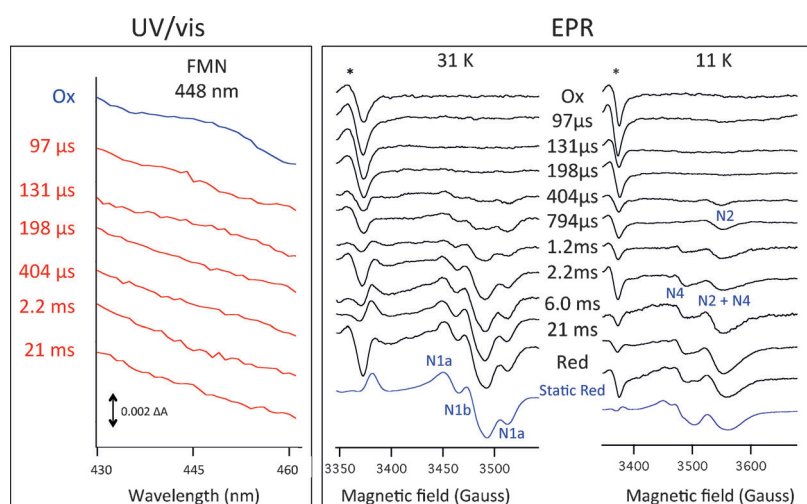 UV/vis
EPR
FMN
448 nm
Ox
97 µs
131 µs
198 µs
404 µs
2.2 ms
21 ms
0.002 ΔA
430
445
460
Wavelength (nm)
31 K
11 K
*
*
Ox
97µs
131µs
198µs
404µs
794µs
1.2ms
2.2ms
6.0 ms
21 ms
Red
Static Red
N1a
N1b
N1a
N2
N4
N2 + N4
3350
3400
3450
3500
Magnetic field (Gauss)
3400
3500
3600
Magnetic field (Gauss)